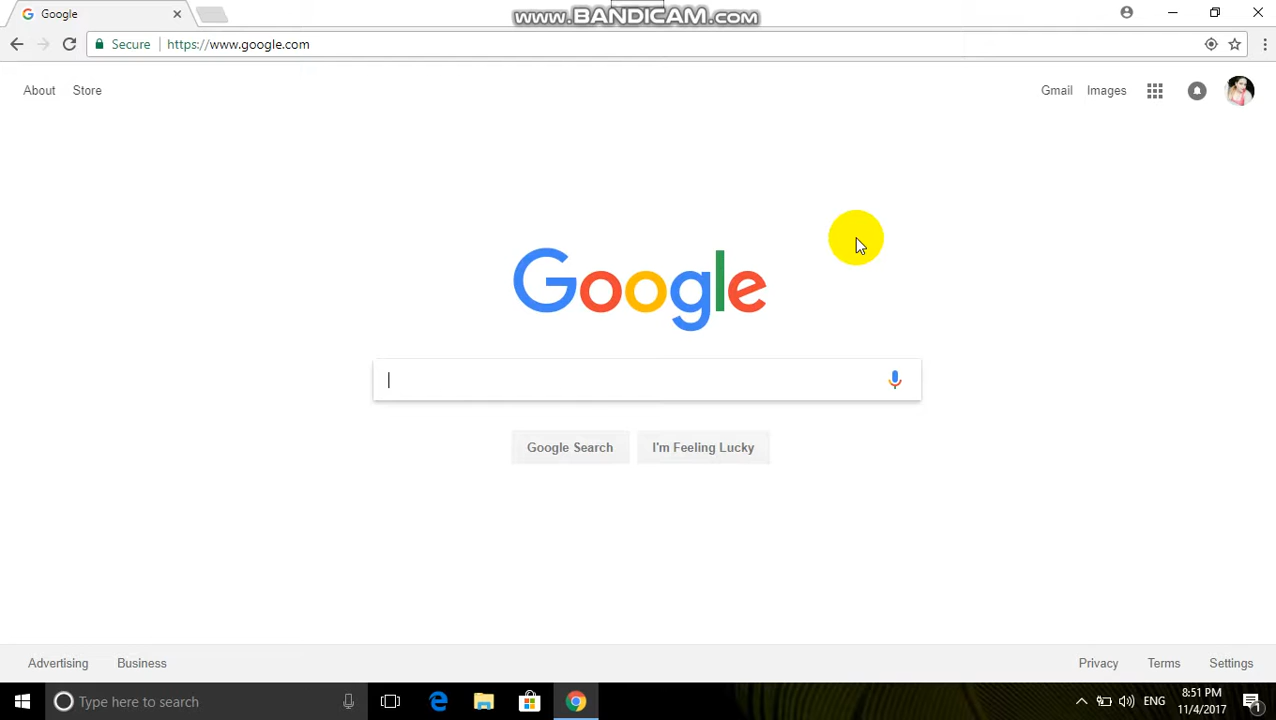 Google
www.BANDICAM.com
Secure
https://www.google.com
About
Store
Gmail
Images
Google
Google Search
I'm Feeling Lucky
Advertising
Business
Privacy
Terms
Settings
Type here to search
ENG
8:51 PM
11/4/2017
1